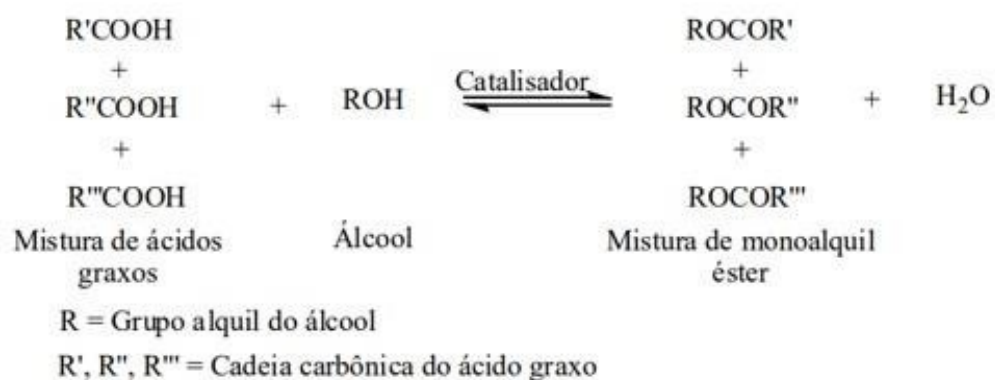 R'COOH
+
R"COOH
+
R'"COOH
Mistura de ácidos
graxos
+
ROH
Álcool
Catalisador
ROCOR'
+
ROCOR"
+
ROCOR'"
Mistura de monoalquil
éster
+
H₂O
R = Grupo alquil do álcool
R', R", R'" = Cadeia carbônica do ácido graxo